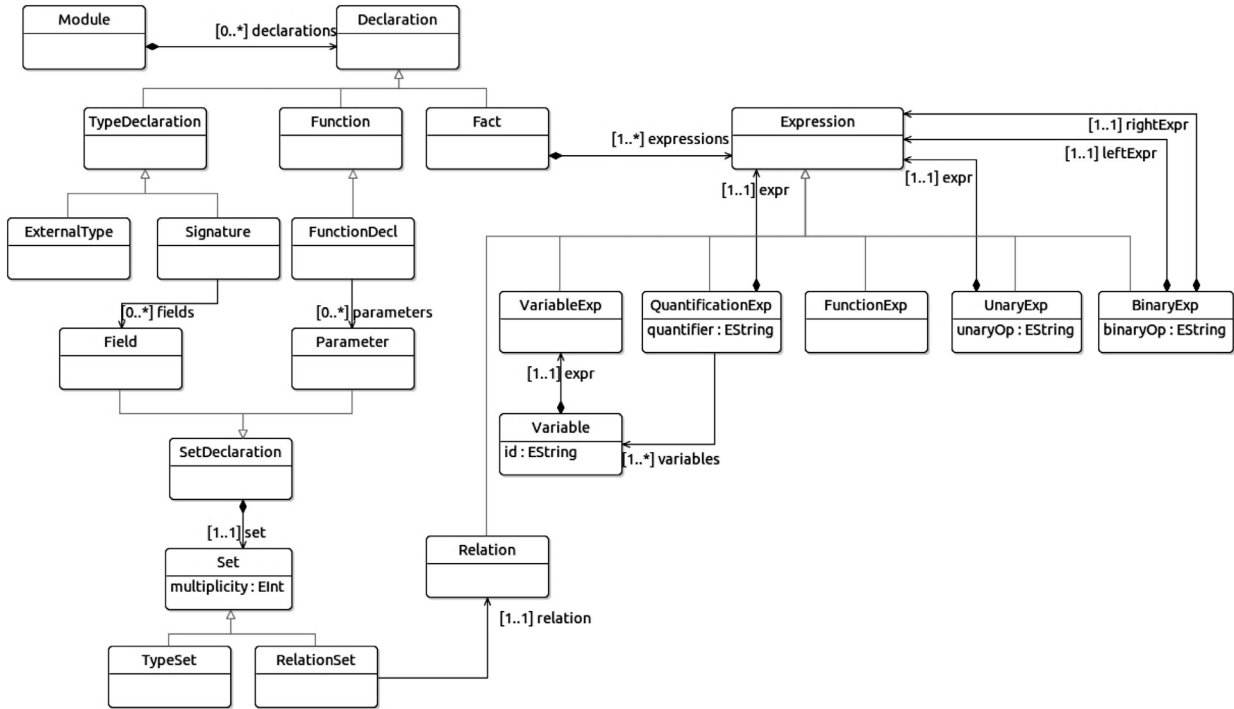 Module
Declaration
[0..*] declarations
TypeDeclaration
Function
Fact
Expression
[1..1] rightExpr
[1..*] expressions
[1..1] leftExpr
[1..1] expr
[1..1] expr
ExternalType
Signature
FunctionDecl
[0..*] fields
[0..*] parameters
VariableExp
QuantificationExp
quantifier : EString
FunctionExp
UnaryExp
unaryOp : EString
BinaryExp
binaryOp : EString
Field
Parameter
[1..1] expr
Variable
id : EString
[1..*] variables
SetDeclaration
[1..1] set
Set
multiplicity : EInt
Relation
[1..1] relation
TypeSet
RelationSet